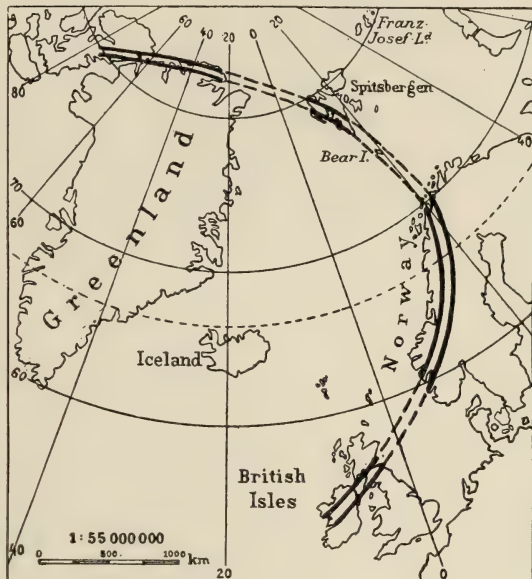 60
40
20
0
20
Franz-
Josef-Ld
80
Spitsbergen
40
Bear I.
70
60
Greenland
Norway
Iceland
60
British
Isles
1:55 000 000
0 500 1000
km
40
20
0